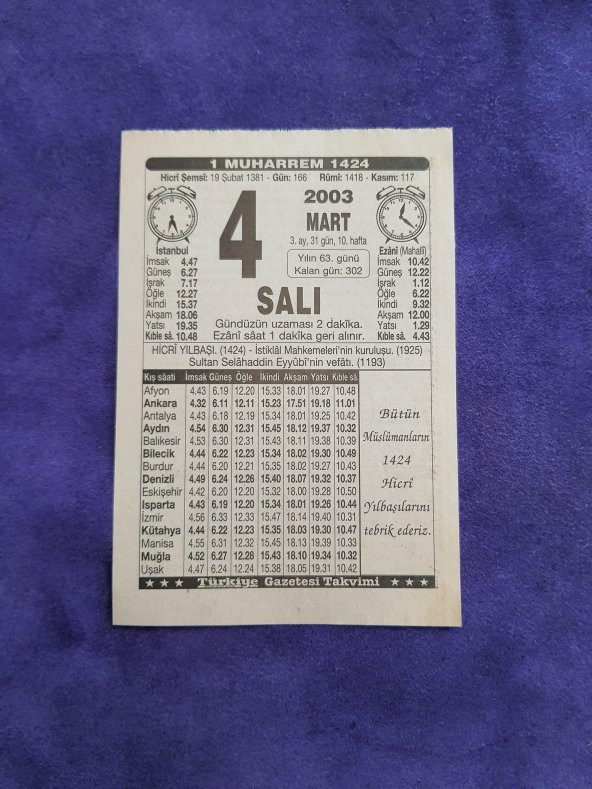 1 MUHARREM 1424
Hicrî Şemsî: 19 Şubat 1381 - Gün: 166 Rûmî: 1418 - Kasım: 117
4
2003
MART
3. ay, 31 gün, 10. hafta
Yılın 63. günü
Kalan gün: 302
SALI
Gündüzün uzaması 2 dakîka.
Ezânî sâat 1 dakîka geri alınır.
İstanbul
İmsak 4.47
Güneş 6.27
İşrak 7.17
Öğle 12.27
İkindi 15.37
Akşam 18.06
Yatsı 19.35
Kıble sâ. 10.48
Ezânî (Mahallî)
İmsak 10.42
Güneş 12.22
İşrak 1.12
Öğle 6.22
İkindi 9.32
Akşam 12.00
Yatsı 1.29
Kıble sâ. 4.43
HİCRÎ YILBAŞI. (1424) - İstiklâl Mahkemeleri'nin kuruluşu. (1925)
Sultan Selâhaddin Eyyûbî'nin vefâtı. (1193)
Kış sâati İmsak Güneş Öğle İkindi Akşam Yatsı Kıble sâ.
Afyon 4.43 6.19 12.20 15.33 18.01 19.27 10.48
Ankara 4.32 6.11 12.11 15.23 17.51 19.18 11.01
Antalya 4.43 6.18 12.19 15.34 18.01 19.25 10.42
Aydın 4.54 6.30 12.31 15.45 18.12 19.37 10.32
Balıkesir 4.53 6.30 12.31 15.43 18.11 19.38 10.39
Bilecik 4.44 6.22 12.23 15.34 18.02 19.30 10.49
Burdur 4.44 6.20 12.21 15.35 18.02 19.27 10.43
Denizli 4.49 6.24 12.26 15.40 18.07 19.32 10.37
Eskişehir 4.42 6.20 12.20 15.32 18.00 19.28 10.50
Isparta 4.43 6.19 12.20 15.34 18.01 19.26 10.44
İzmir 4.56 6.33 12.33 15.47 18.14 19.40 10.31
Kütahya 4.44 6.22 12.23 15.35 18.03 19.30 10.47
Manisa 4.55 6.31 12.32 15.45 18.13 19.39 10.33
Muğla 4.52 6.27 12.28 15.43 18.10 19.34 10.32
Uşak 4.47 6.24 12.24 15.38 18.05 19.31 10.42
Bütün
Müslümanların
1424
Hicrî
Yılbaşılarını
tebrik ederiz.
★ ★ ★ Türkiye Gazetesi Takvimi ★ ★ ★